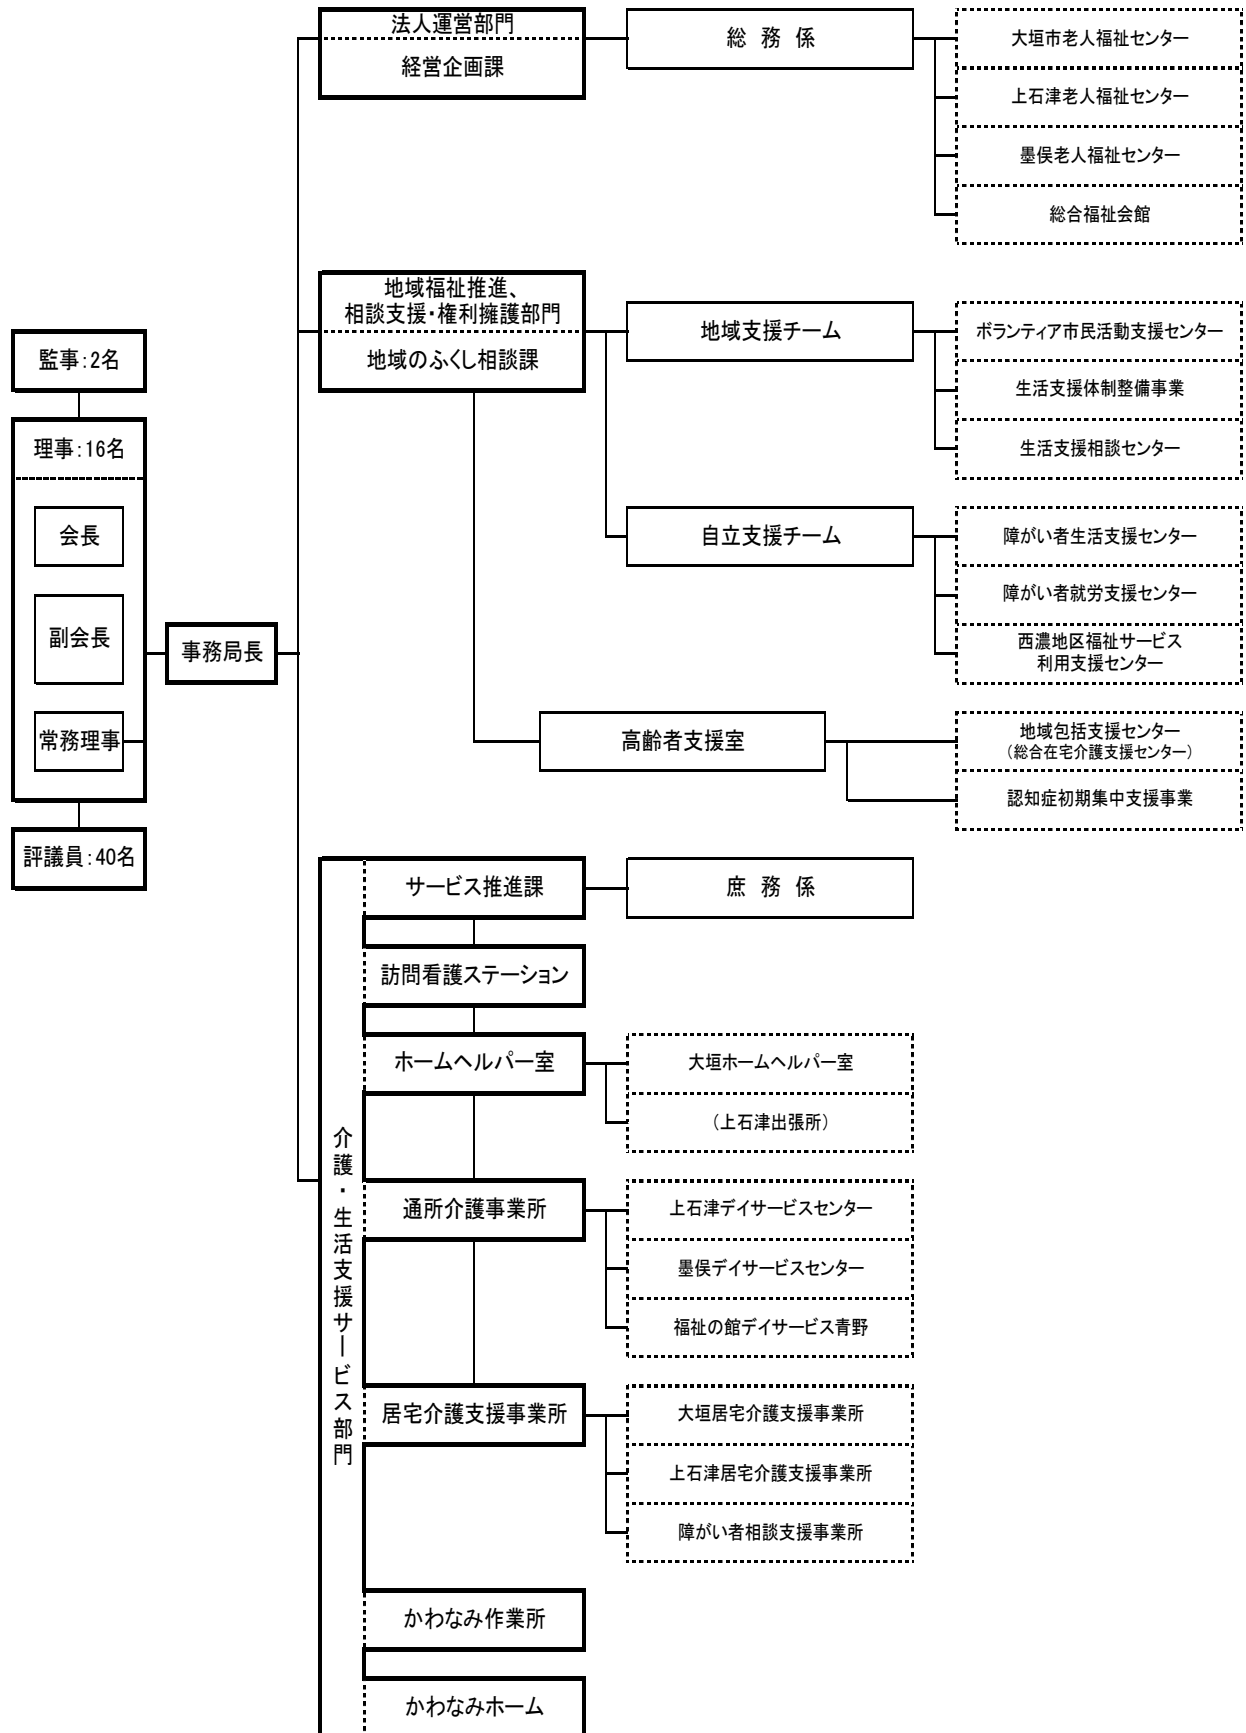 監事：2名
理事：16名
会長
副会長
常務理事
評議員：40名
事務局長
法人運営部門
経営企画課
総務係
大垣市老人福祉センター
上石津老人福祉センター
墨俣老人福祉センター
総合福祉会館
地域福祉推進、
相談支援・権利擁護部門
地域のふくし相談課
地域支援チーム
ボランティア市民活動支援センター
生活支援体制整備事業
生活支援相談センター
自立支援チーム
障がい者生活支援センター
障がい者就労支援センター
西濃地区福祉サービス
利用支援センター
高齢者支援室
地域包括支援センター
（総合在宅介護支援センター）
認知症初期集中支援事業
介護・生活支援サービス部門
サービス推進課
庶務係
訪問看護ステーション
ホームヘルパー室
大垣ホームヘルパー室
（上石津出張所）
通所介護事業所
上石津デイサービスセンター
墨俣デイサービスセンター
福祉の館デイサービス青野
居宅介護支援事業所
大垣居宅介護支援事業所
上石津居宅介護支援事業所
障がい者相談支援事業所
かわなみ作業所
かわなみホーム